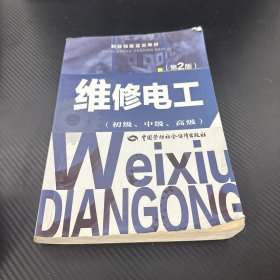 职业技能鉴定教材
（第2版）
维修电工
（初级、中级、高级）
中国劳动社会保障出版社
Weixiu
DIANGONG